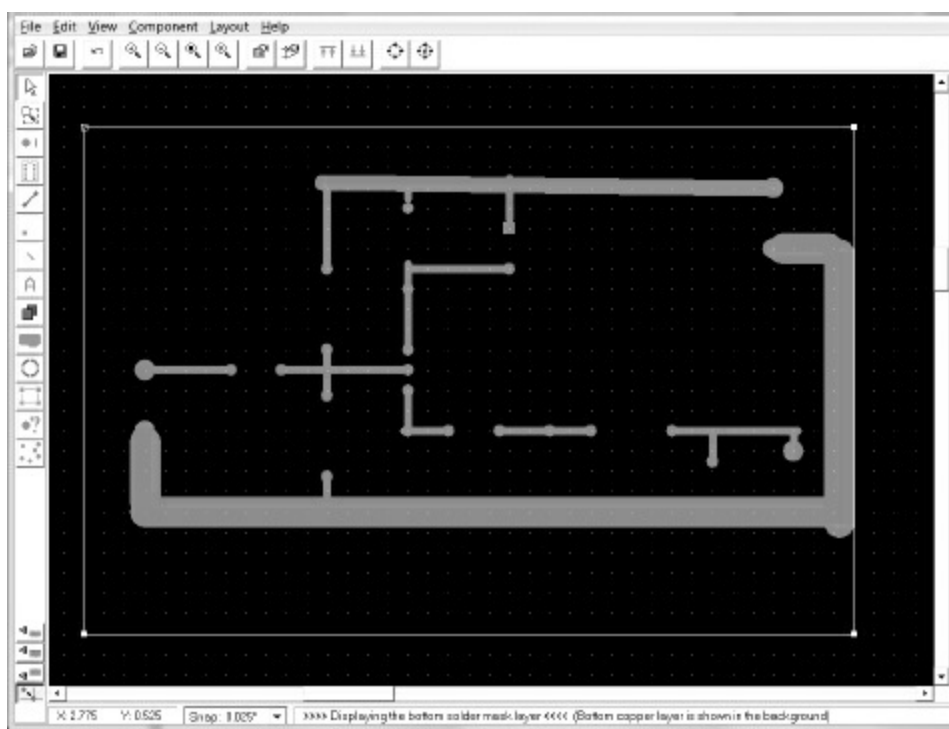 File Edit View Component Layout Help
X: 2.775 Y: 0.525 Snap: 0.025" >>>> Displaying the bottom solder mask layer <<<< (Bottom copper layer is shown in the background)